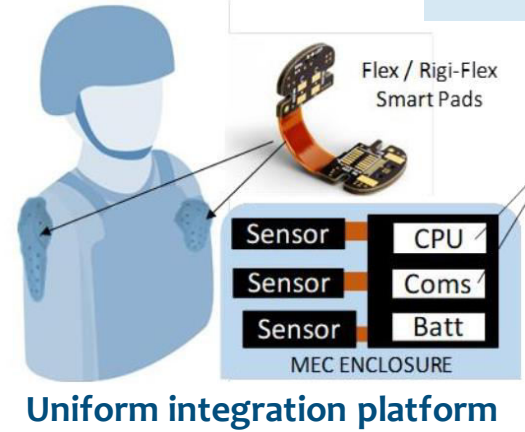 Flex / Rigi-Flex
Smart Pads
Sensor
CPU
Sensor
Coms
Sensor
Batt
MEC ENCLOSURE
Uniform integration platform